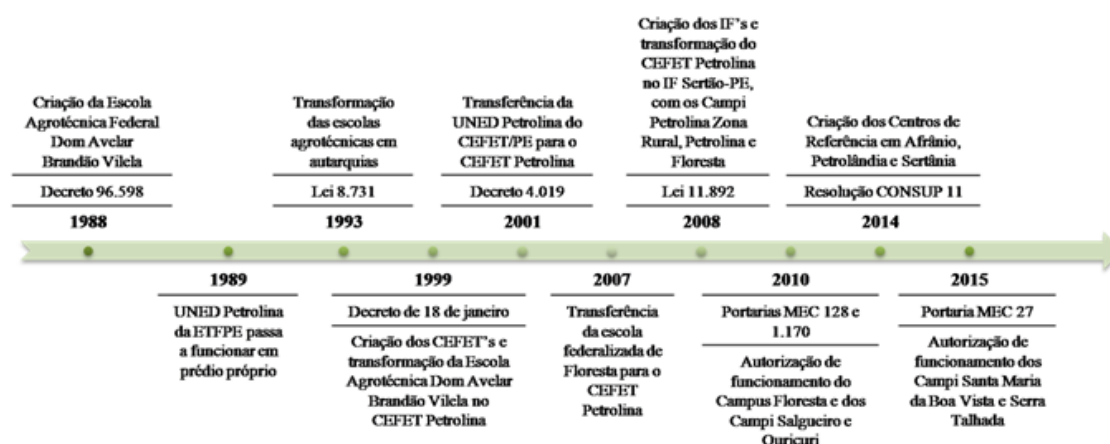 Criação da Escola
Agrotécnica Federal
Dom Avelar
Brandão Vilela
Decreto 96.598
1988
Transformação
das escolas
agrotécnicas em
autarquias
Lei 8.731
1993
Transferência da
UNED Petrolina do
CEFET/PE para o
CEFET Petrolina
Decreto 4.019
2001
Criação dos IF's e
transformação do
CEFET Petrolina
no IF Sertão-PE,
com os Campi
Petrolina Zona
Rural, Petrolina e
Floresta
Lei 11.892
2008
Criação dos Centros de
Referência em Afrânio,
Petrolândia e Sertânia
Resolução CONSUP 11
2014
1989
UNED Petrolina
da ETFPE passa
a funcionar em
prédio próprio
1999
Decreto de 18 de janeiro
Criação dos CEFET's e
transformação da Escola
Agrotécnica Dom Avelar
Brandão Vilela no
CEFET Petrolina
2007
Transferência
da escola
federalizada de
Floresta para o
CEFET
Petrolina
2010
Portarias MEC 128 e
1.170
Autorização de
funcionamento do
Campus Floresta e dos
Campi Salgueiro e
Ouricuri
2015
Portaria MEC 27
Autorização de
funcionamento dos
Campi Santa Maria
da Boa Vista e Serra
Talhada